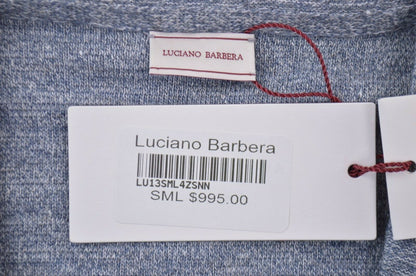 LUCIANO BARBERA
Luciano Barbera
LU13SML4ZSNN
SML $995.00